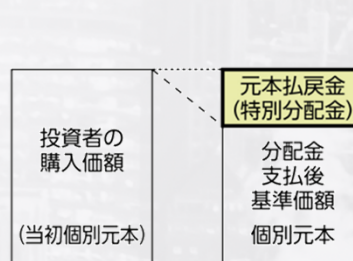 投資者の
購入価額
(当初個別元本)
元本払戻金
(特別分配金)
分配金
支払後
基準価額
個別元本